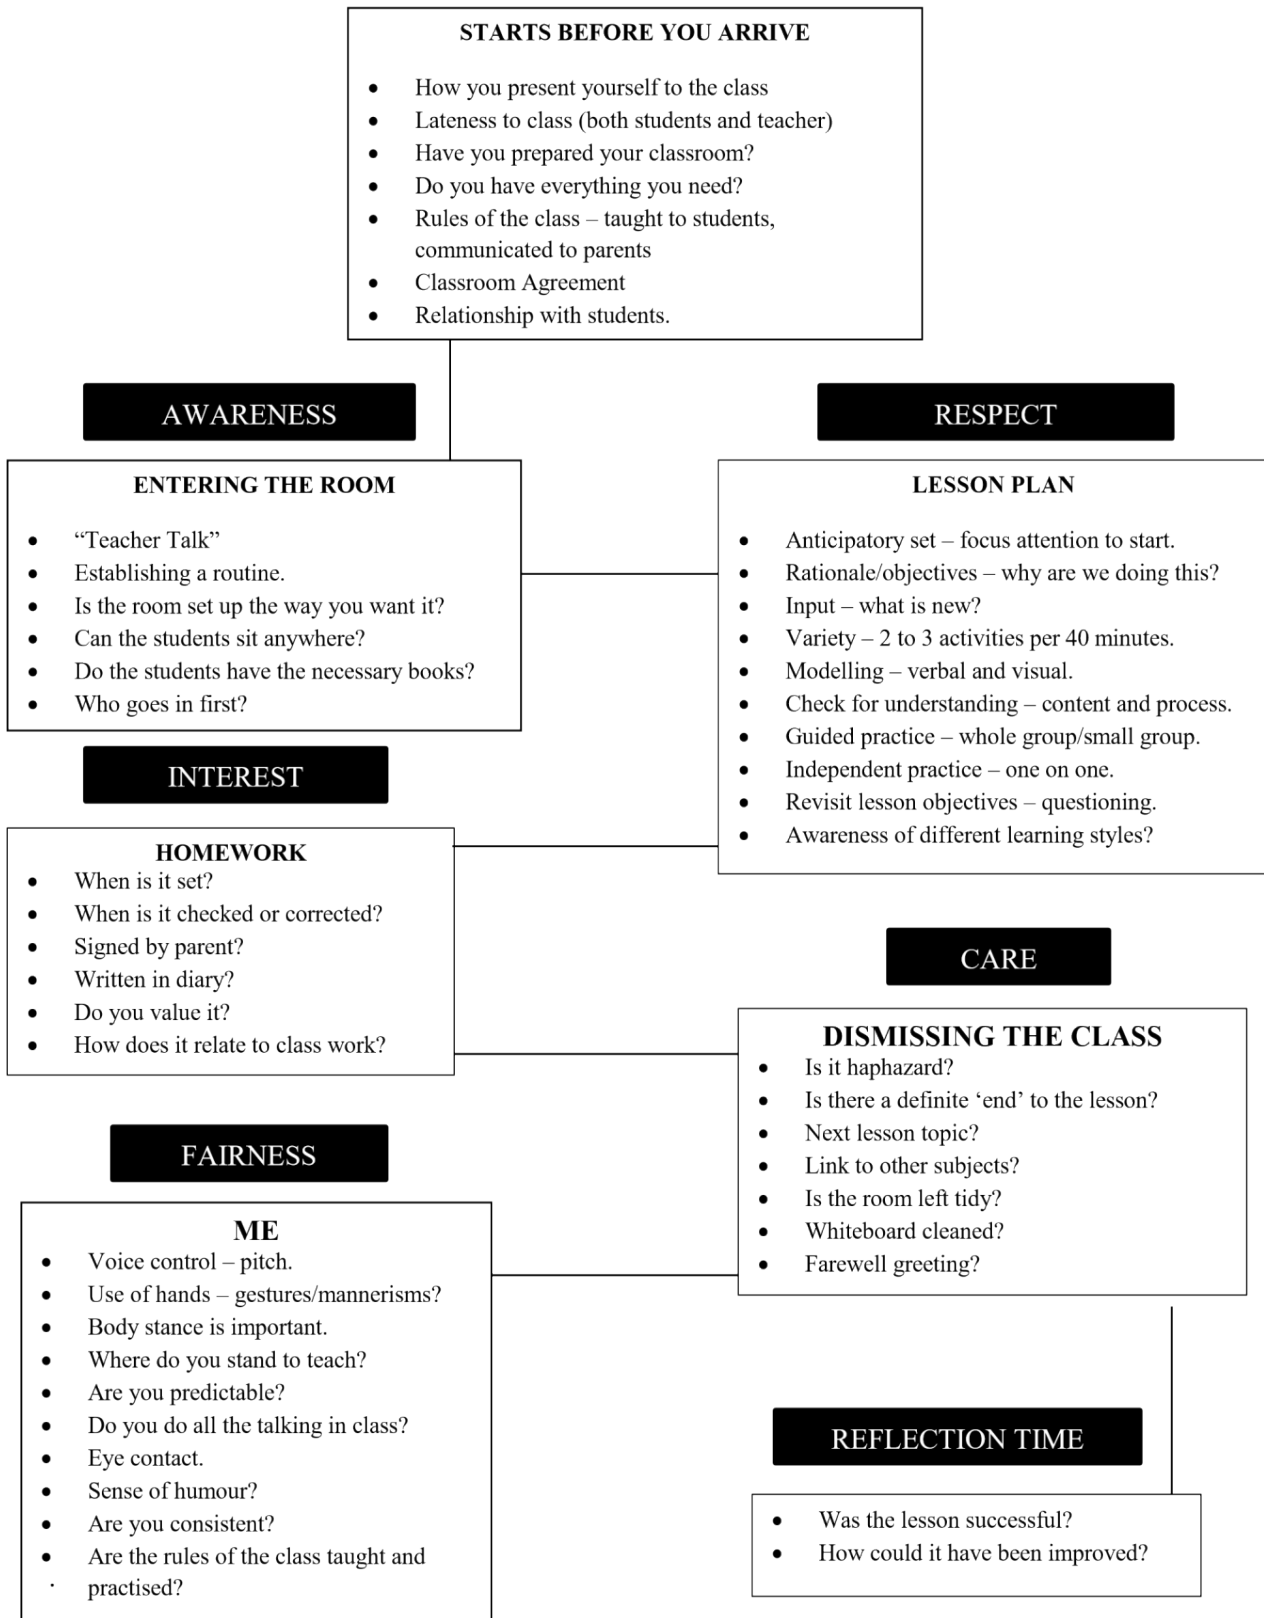 STARTS BEFORE YOU ARRIVE
• How you present yourself to the class
• Lateness to class (both students and teacher)
• Have you prepared your classroom?
• Do you have everything you need?
• Rules of the class – taught to students,
communicated to parents
• Classroom Agreement
• Relationship with students.
AWARENESS
ENTERING THE ROOM
• “Teacher Talk”
• Establishing a routine.
• Is the room set up the way you want it?
• Can the students sit anywhere?
• Do the students have the necessary books?
• Who goes in first?
RESPECT
LESSON PLAN
• Anticipatory set – focus attention to start.
• Rationale/objectives – why are we doing this?
• Input – what is new?
• Variety – 2 to 3 activities per 40 minutes.
• Modelling – verbal and visual.
• Check for understanding – content and process.
• Guided practice – whole group/small group.
• Independent practice – one on one.
• Revisit lesson objectives – questioning.
• Awareness of different learning styles?
INTEREST
HOMEWORK
• When is it set?
• When is it checked or corrected?
• Signed by parent?
• Written in diary?
• Do you value it?
• How does it relate to class work?
CARE
DISMISSING THE CLASS
• Is it haphazard?
• Is there a definite ‘end’ to the lesson?
• Next lesson topic?
• Link to other subjects?
• Is the room left tidy?
• Whiteboard cleaned?
• Farewell greeting?
FAIRNESS
ME
• Voice control – pitch.
• Use of hands – gestures/mannerisms?
• Body stance is important.
• Where do you stand to teach?
• Are you predictable?
• Do you do all the talking in class?
• Eye contact.
• Sense of humour?
• Are you consistent?
• Are the rules of the class taught and
practised?
REFLECTION TIME
• Was the lesson successful?
• How could it have been improved?